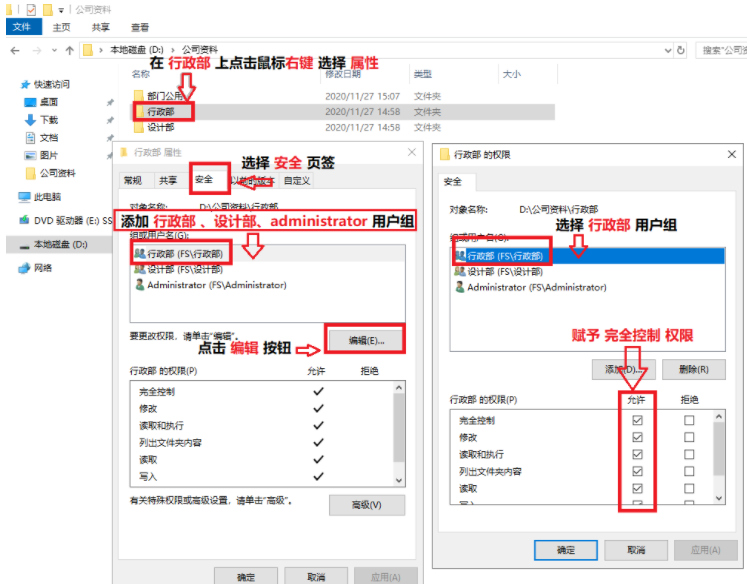 公司资料
文件 主页 共享 查看
本地磁盘 (D:) 公司资料
搜索"公司
在 行政部 上点击鼠标右键 选择 属性
名称 修改日期 类型 大小
快速访问
桌面
下载
文档
图片
公司资料
此电脑
DVD 驱动器 (E:) SS
本地磁盘 (D:)
网络
部门公用 2020/11/27 15:07 文件夹
行政部 2020/11/27 14:58 文件夹
设计部 2020/11/27 14:58 文件夹
行政部 属性
选择 安全 页签
常规 共享 安全 以前的版本 自定义
对象名称: D:\公司资料\行政部
添加 行政部 、设计部、administrator 用户组
组或用户名(G):
行政部 (FS\行政部)
设计部 (FS\设计部)
Administrator (FS\Administrator)
要更改权限，请单击"编辑"。
编辑(E)...
点击 编辑 按钮
行政部 的权限(P) 允许 拒绝
完全控制
修改
读取和执行
列出文件夹内容
读取
写入
有关特殊权限或高级设置，请单击"高级"。
高级(V)
确定 取消 应用(A)
行政部 的权限
安全
对象名称: D:\公司资料\行政部
选择 行政部 用户组
组或用户名(G):
行政部 (FS\行政部)
设计部 (FS\设计部)
Administrator (FS\Administrator)
赋予 完全控制 权限
添加(D)... 删除(R)
行政部 的权限(P) 允许 拒绝
完全控制
修改
读取和执行
列出文件夹内容
读取
确定 取消 应用(A)